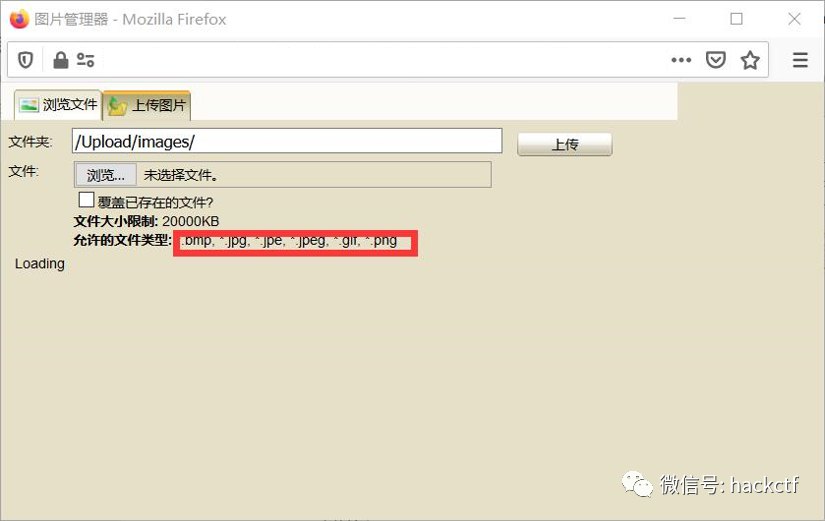 图片管理器 - Mozilla Firefox
浏览文件 上传图片
文件夹: /Upload/images/ 上传
文件: 浏览... 未选择文件。
覆盖已存在的文件?
文件大小限制: 20000KB
允许的文件类型: *.bmp, *.jpg, *.jpe, *.jpeg, *.gif, *.png
Loading
微信号: hackctf